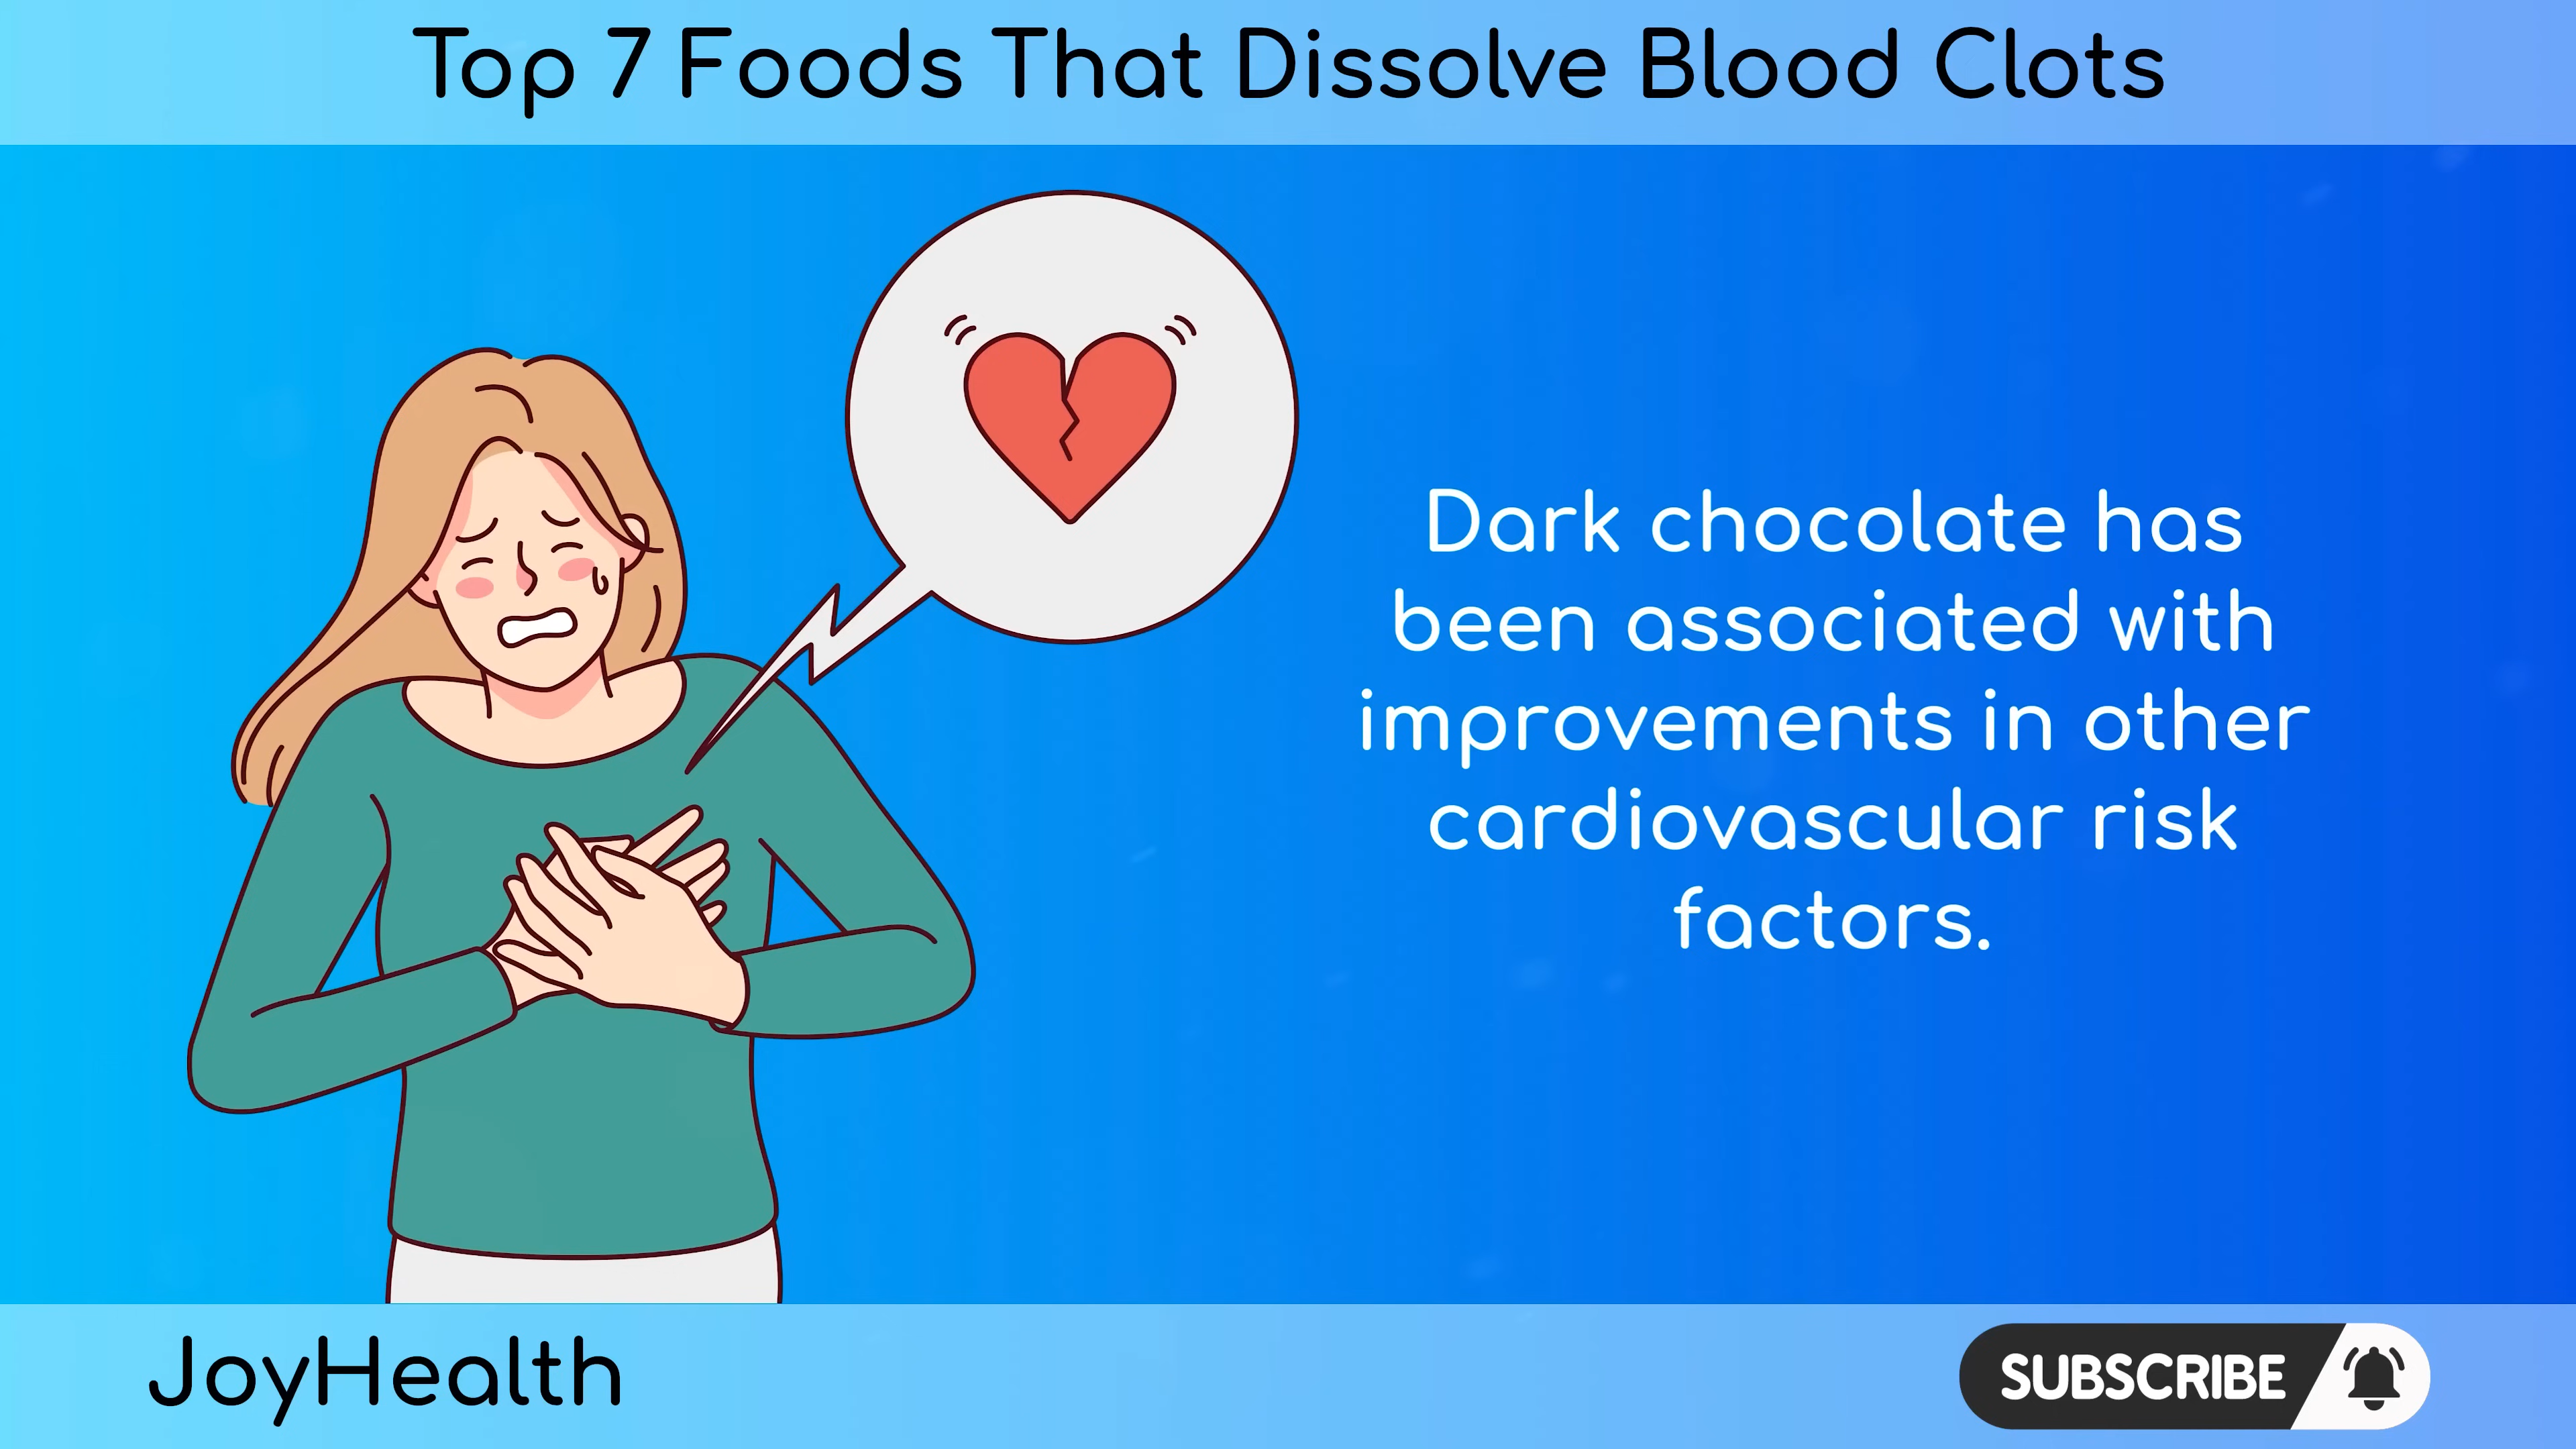 Top 7 Foods That Dissolve Blood Clots
Dark chocolate has
been associated with
improvements in other
cardiovascular risk
factors.
JoyHealth
SUBSCRIBE